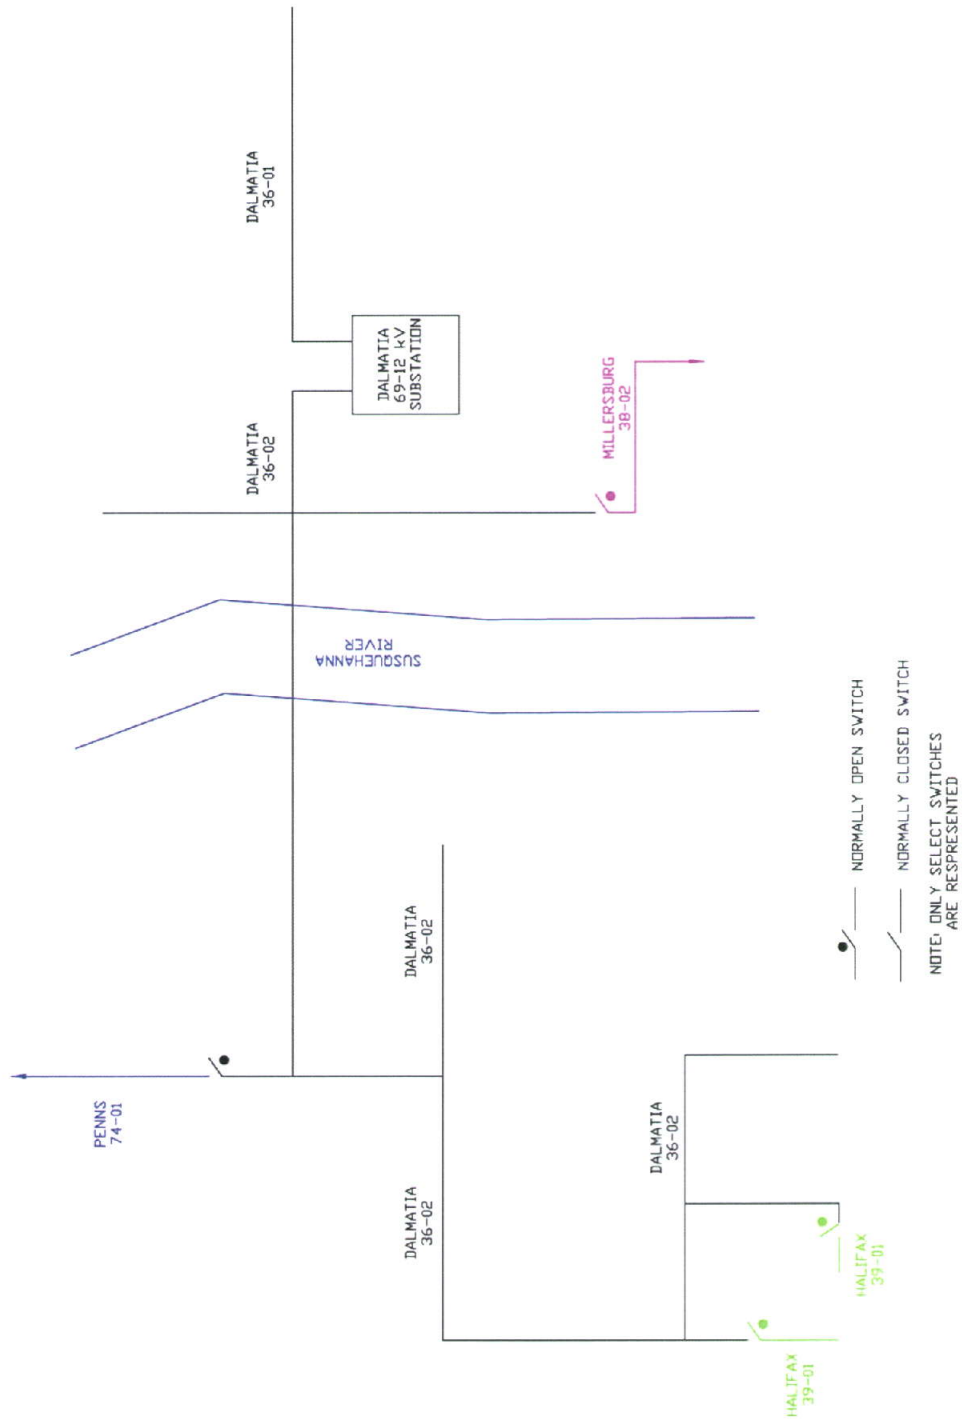 DALMATIA
36-01
DALMATIA
69-12 kV
SUBSTATION
DALMATIA
36-02
MILLERSBURG
38-02
SUSQUEHANNA
RIVER
PENNS
74-01
DALMATIA
36-02
DALMATIA
36-02
DALMATIA
36-02
HALIFAX
39-01
HALIFAX
39-01
NORMALLY OPEN SWITCH
NORMALLY CLOSED SWITCH
NOTE: ONLY SELECT SWITCHES
ARE RESPRESENTED